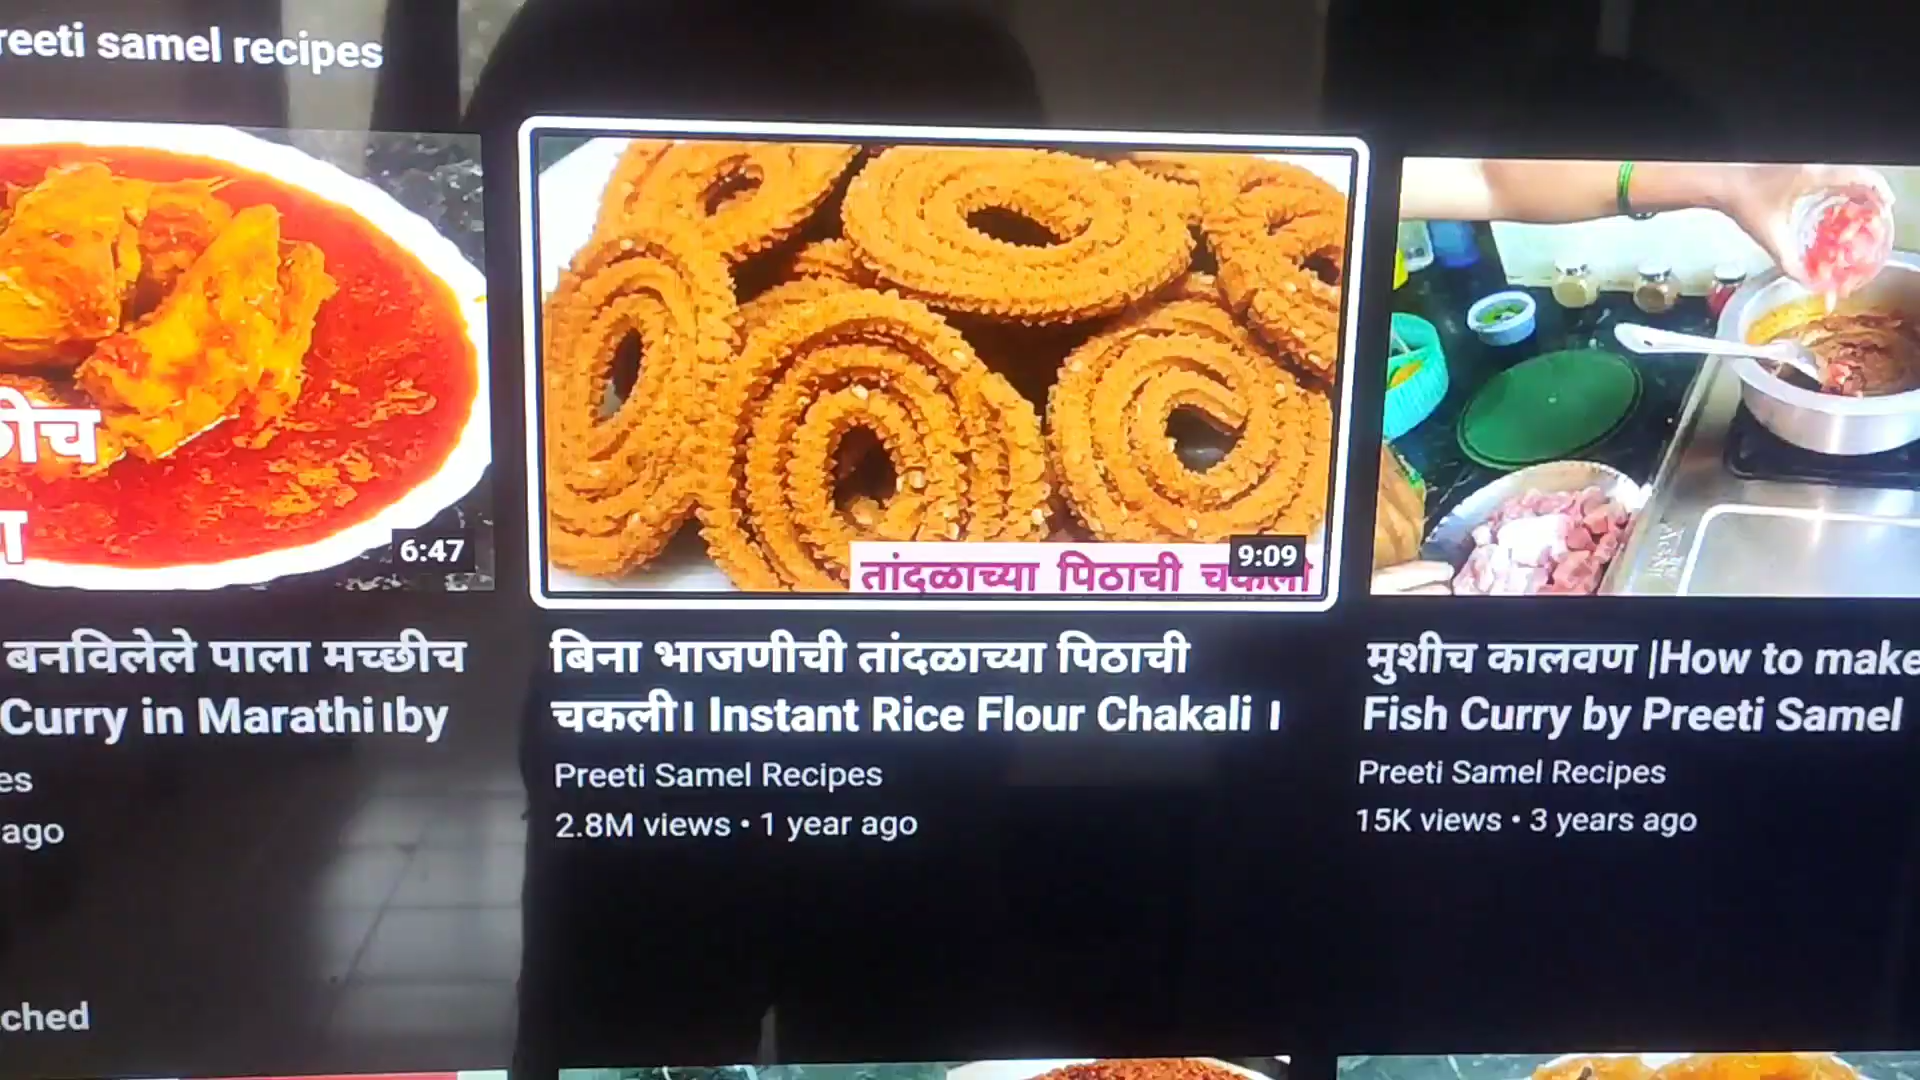 reeti samel recipes
6:47
9:09
तांदळाच्या पिठाची चकली
बनविलेले पाला मच्छीच
Curry in Marathi।by
es
ago
बिना भाजणीची तांदळाच्या पिठाची
चकली। Instant Rice Flour Chakali ।
Preeti Samel Recipes
2.8M views • 1 year ago
मुशीच कालवण |How to make
Fish Curry by Preeti Samel
Preeti Samel Recipes
15K views • 3 years ago
ched